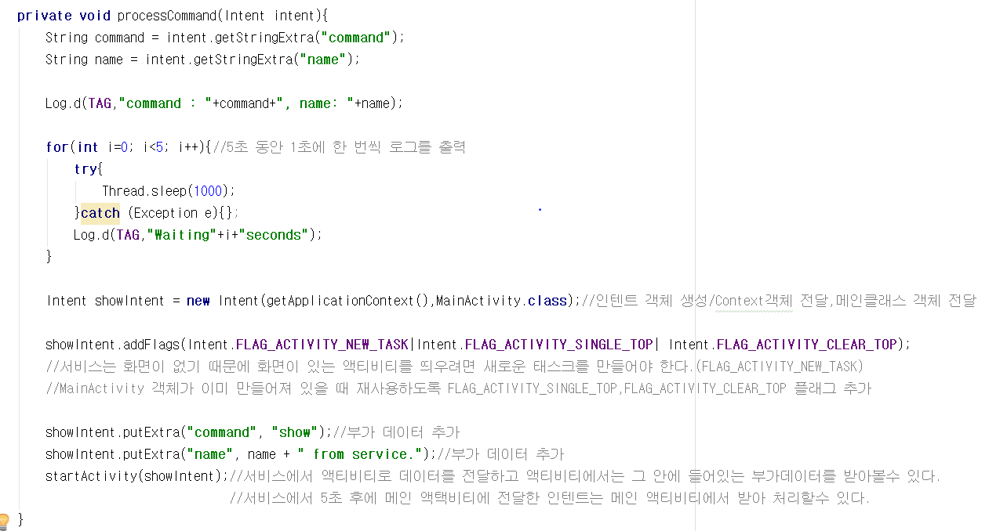 private void processCommand(Intent intent){
String command = intent.getStringExtra("command");
String name = intent.getStringExtra("name");
Log.d(TAG,"command : "+command+", name: "+name);
for(int i=0; i<5; i++){//5초 동안 1초에 한 번씩 로그를 출력
try{
Thread.sleep(1000);
}catch (Exception e){};
Log.d(TAG,"Waiting"+i+"seconds");
}
Intent showIntent = new Intent(getApplicationContext(),MainActivity.class);//인텐트 객체 생성/Context객체 전달,메인클래스 객체 전달
showIntent.addFlags(Intent.FLAG_ACTIVITY_NEW_TASK|Intent.FLAG_ACTIVITY_SINGLE_TOP| Intent.FLAG_ACTIVITY_CLEAR_TOP);
//서비스는 화면이 없기 때문에 화면이 있는 액티비티를 띄우려면 새로운 태스크를 만들어야 한다.(FLAG_ACTIVITY_NEW_TASK)
//MainActivity 객체가 이미 만들어져 있을 때 재사용하도록 FLAG_ACTIVITY_SINGLE_TOP,FLAG_ACTIVITY_CLEAR_TOP 플래그 추가
showIntent.putExtra("command", "show");//부가 데이터 추가
showIntent.putExtra("name", name + " from service.");//부가 데이터 추가
startActivity(showIntent);//서비스에서 액티비티로 데이터를 전달하고 액티비티에서는 그 안에 들어있는 부가데이터를 받아볼수 있다.
//서비스에서 5초 후에 메인 액택비티에 전달한 인텐트는 메인 액티비티에서 받아 처리할수 있다.
}